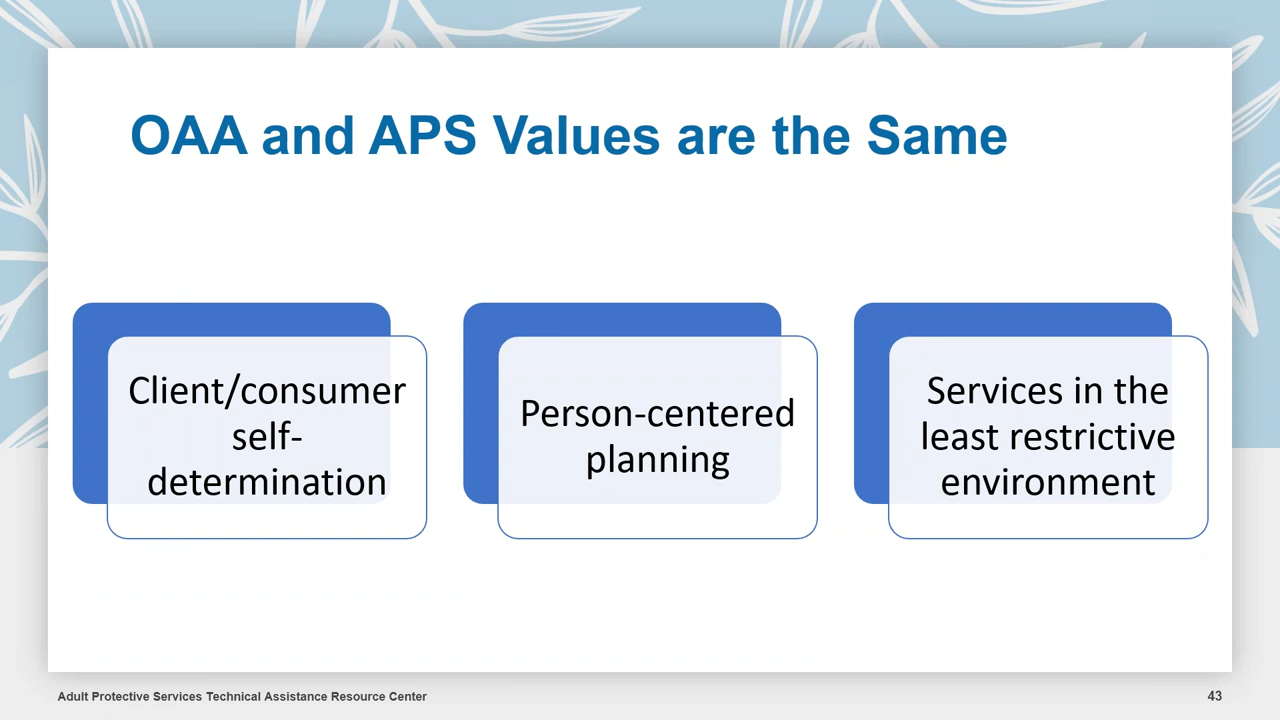 OAA and APS Values are the Same
Client/consumer
self-
determination
Person-centered
planning
Services in the
least restrictive
environment
Adult Protective Services Technical Assistance Resource Center
43